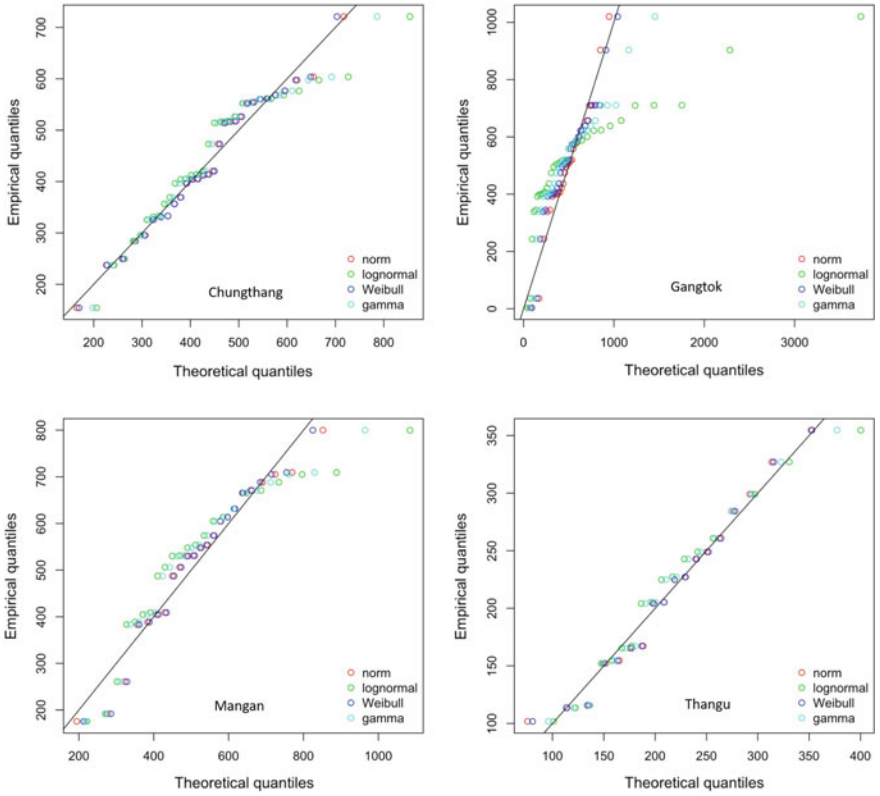 700
600
500
400
300
200
Empirical quantiles
norm
lognormal
Weibull
gamma
Chungthang
200 300 400 500 600 700 800
Theoretical quantiles
1000
800
600
400
200
0
Empirical quantiles
norm
lognormal
Weibull
gamma
Gangtok
0 1000 2000 3000
Theoretical quantiles
800
700
600
500
400
300
200
Empirical quantiles
norm
lognormal
Weibull
gamma
Mangan
200 400 600 800 1000
Theoretical quantiles
350
300
250
200
150
100
Empirical quantiles
norm
lognormal
Weibull
gamma
Thangu
100 150 200 250 300 350 400
Theoretical quantiles